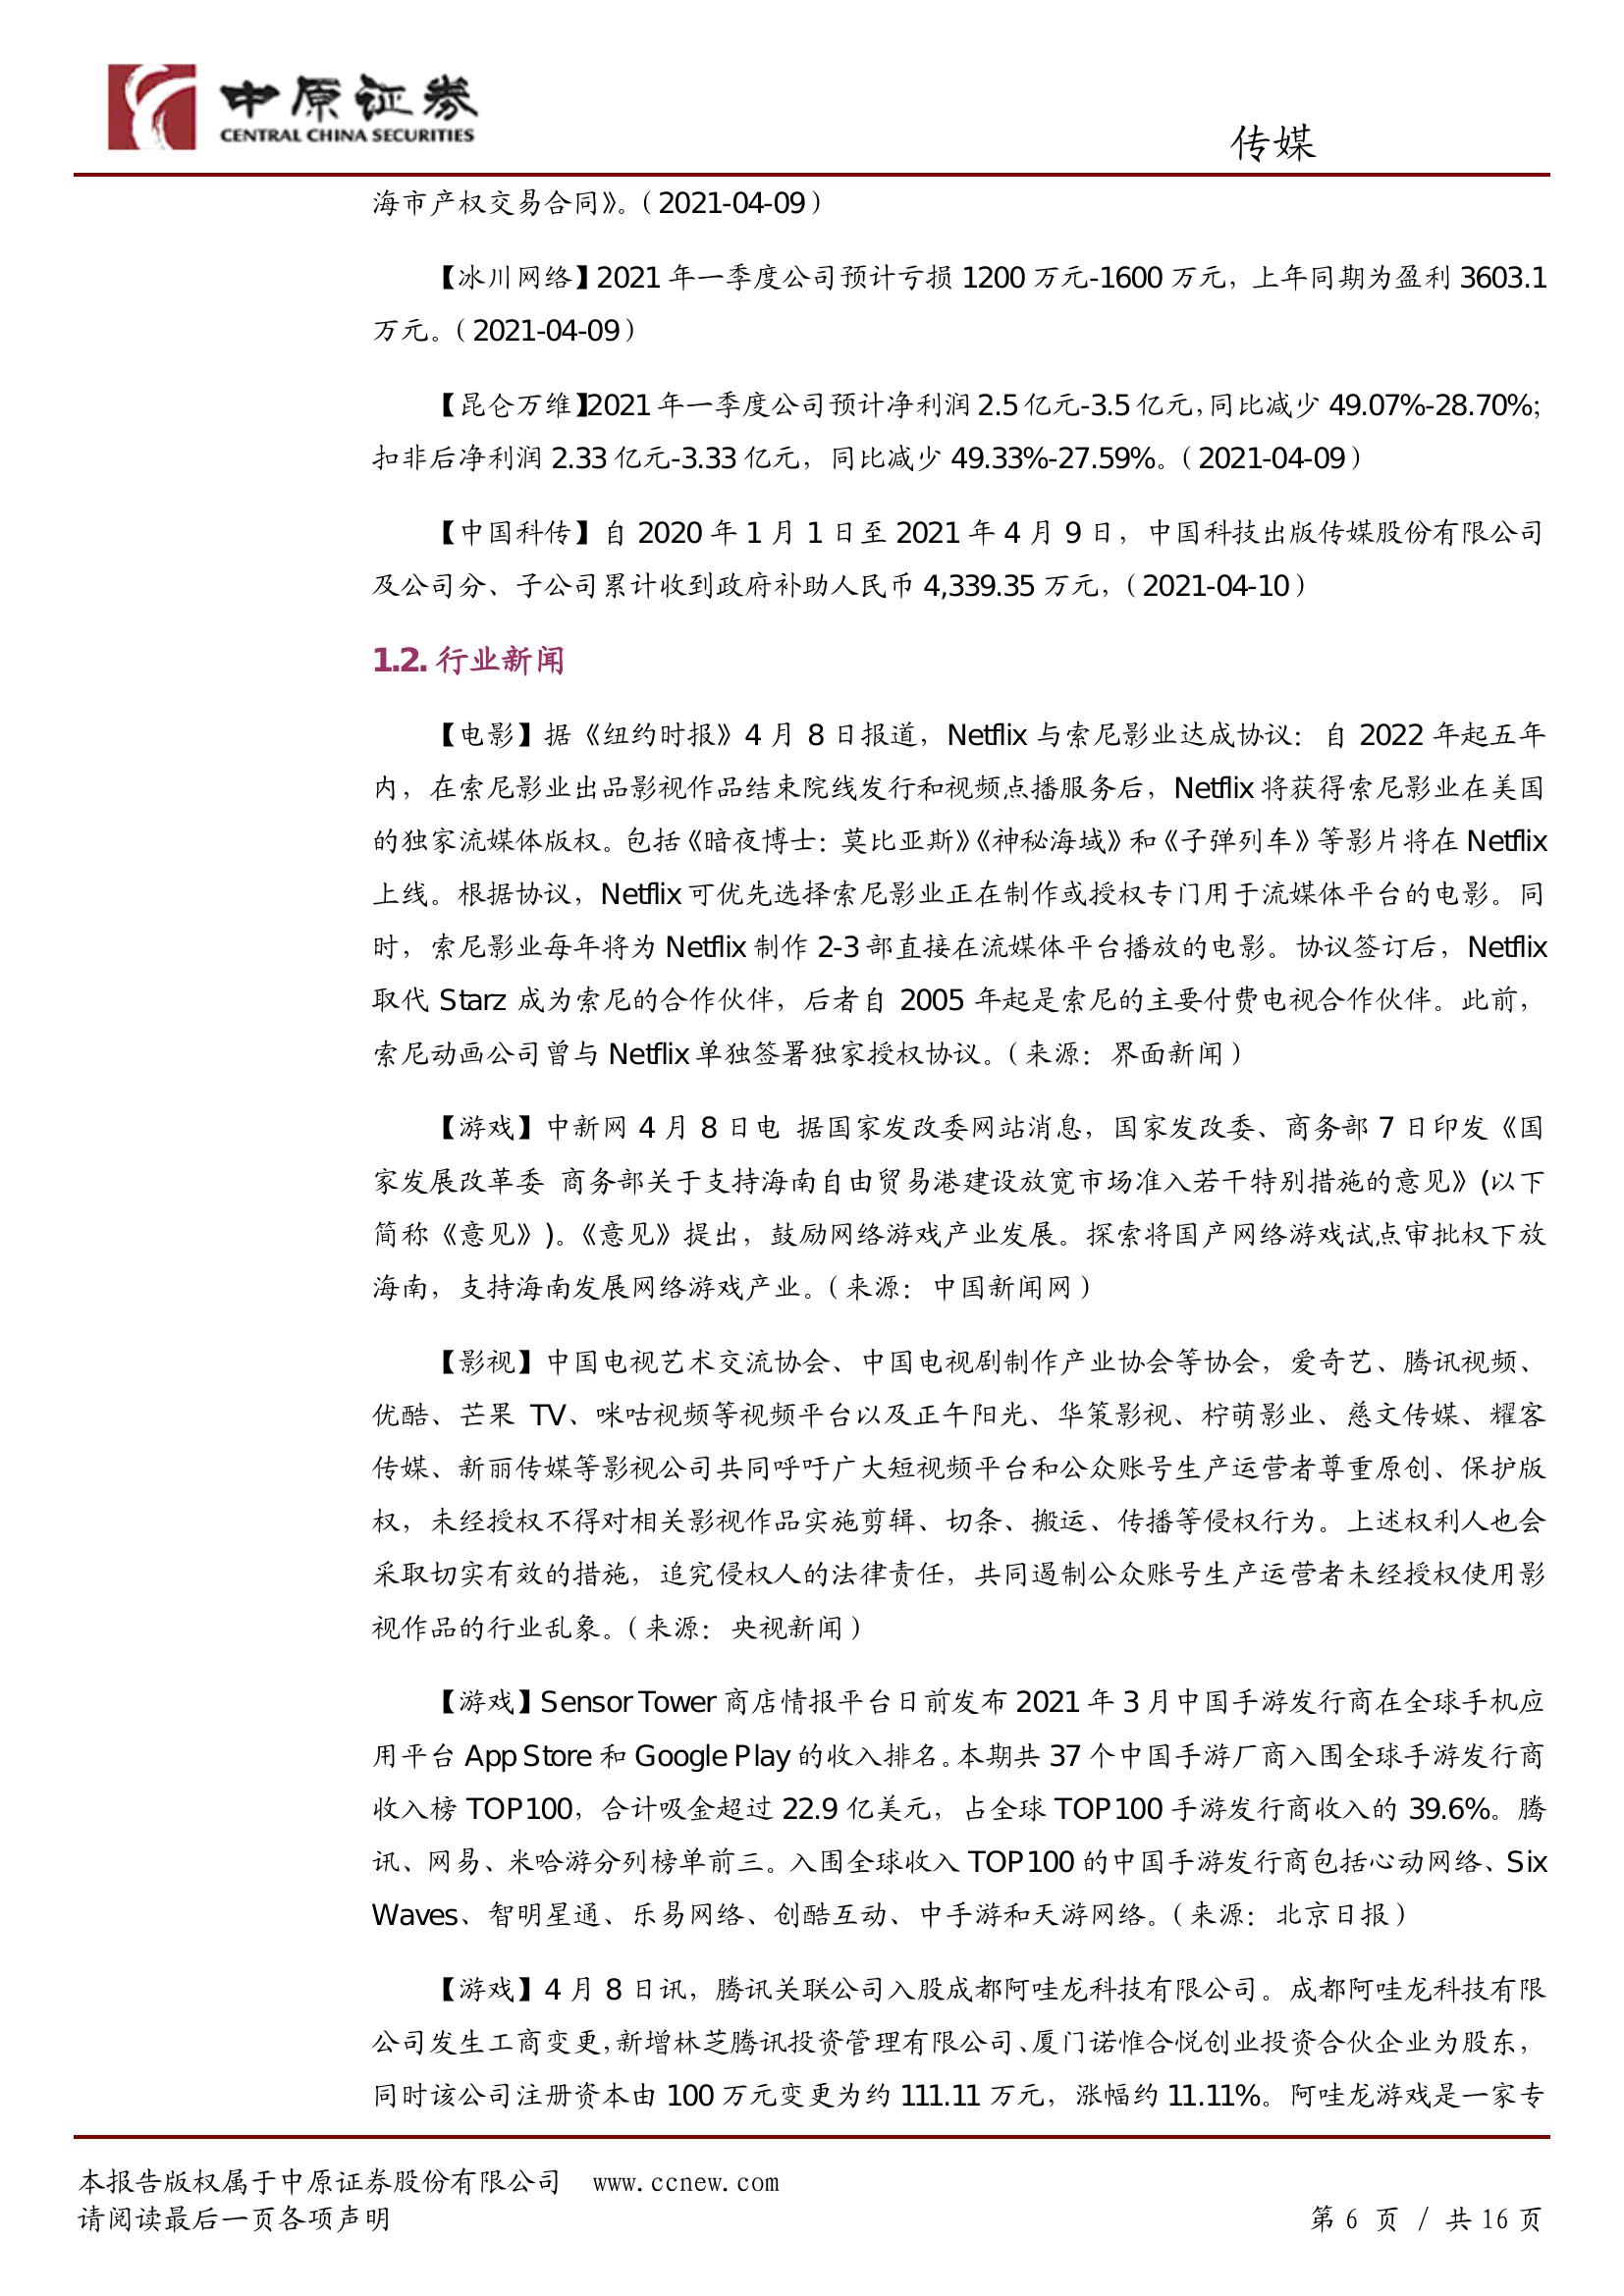 中原证券
CENTRAL CHINA SECURITIES
传媒
海市产权交易合同》。（2021-04-09）
【冰川网络】2021 年一季度公司预计亏损 1200 万元-1600 万元，上年同期为盈利 3603.1
万元。（2021-04-09）
【昆仑万维】2021 年一季度公司预计净利润 2.5 亿元-3.5 亿元，同比减少 49.07%-28.70%；
扣非后净利润 2.33 亿元-3.33 亿元，同比减少 49.33%-27.59%。（2021-04-09）
【中国科传】自 2020 年 1 月 1 日至 2021 年 4 月 9 日，中国科技出版传媒股份有限公司
及公司分、子公司累计收到政府补助人民币 4,339.35 万元，（2021-04-10）
1.2. 行业新闻
【电影】据《纽约时报》4 月 8 日报道，Netflix 与索尼影业达成协议：自 2022 年起五年
内，在索尼影业出品影视作品结束院线发行和视频点播服务后，Netflix 将获得索尼影业在美国
的独家流媒体版权。包括《暗夜博士：莫比亚斯》《神秘海域》和《子弹列车》等影片将在 Netflix
上线。根据协议，Netflix 可优先选择索尼影业正在制作或授权专门用于流媒体平台的电影。同
时，索尼影业每年将为 Netflix 制作 2-3 部直接在流媒体平台播放的电影。协议签订后，Netflix
取代 Starz 成为索尼的合作伙伴，后者自 2005 年起是索尼的主要付费电视合作伙伴。此前，
索尼动画公司曾与 Netflix 单独签署独家授权协议。（来源：界面新闻）
【游戏】中新网 4 月 8 日电 据国家发改委网站消息，国家发改委、商务部 7 日印发《国
家发展改革委 商务部关于支持海南自由贸易港建设放宽市场准入若干特别措施的意见》(以下
简称《意见》)。《意见》提出，鼓励网络游戏产业发展。探索将国产网络游戏试点审批权下放
海南，支持海南发展网络游戏产业。（来源：中国新闻网）
【影视】中国电视艺术交流协会、中国电视剧制作产业协会等协会，爱奇艺、腾讯视频、
优酷、芒果 TV、咪咕视频等视频平台以及正午阳光、华策影视、柠萌影业、慈文传媒、耀客
传媒、新丽传媒等影视公司共同呼吁广大短视频平台和公众账号生产运营者尊重原创、保护版
权，未经授权不得对相关影视作品实施剪辑、切条、搬运、传播等侵权行为。上述权利人也会
采取切实有效的措施，追究侵权人的法律责任，共同遏制公众账号生产运营者未经授权使用影
视作品的行业乱象。（来源：央视新闻）
【游戏】Sensor Tower 商店情报平台日前发布 2021 年 3 月中国手游发行商在全球手机应
用平台 App Store 和 Google Play 的收入排名。本期共 37 个中国手游厂商入围全球手游发行商
收入榜 TOP100，合计吸金超过 22.9 亿美元，占全球 TOP100 手游发行商收入的 39.6%。腾
讯、网易、米哈游分列榜单前三。入围全球收入 TOP100 的中国手游发行商包括心动网络、Six
Waves、智明星通、乐易网络、创酷互动、中手游和天游网络。（来源：北京日报）
【游戏】4 月 8 日讯，腾讯关联公司入股成都阿哇龙科技有限公司。成都阿哇龙科技有限
公司发生工商变更，新增林芝腾讯投资管理有限公司、厦门诺惟合悦创业投资合伙企业为股东，
同时该公司注册资本由 100 万元变更为约 111.11 万元，涨幅约 11.11%。阿哇龙游戏是一家专
本报告版权属于中原证券股份有限公司 www.ccnew.com
请阅读最后一页各项声明
第 6 页 / 共 16 页